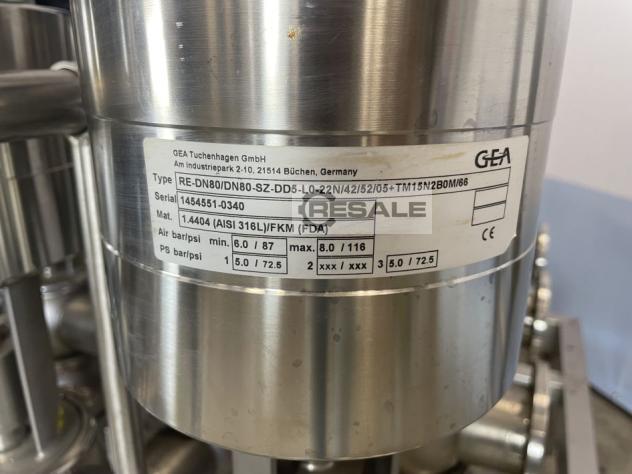 GEA Tuchenhagen GmbH
Am Industriepark 2-10, 21514 Büchen, Germany
GEA
Type RE-DN80/DN80-SZ-DD5-L0-22N/42/52/05+TM15N2B0M/66
Serial 1454551-0340
Mat. 1.4404 (AISI 316L)/FKM (FDA)
Air bar/psi min. 6.0 / 87 max. 8.0 / 116
PS bar/psi 1 5.0 / 72.5 2 xxx / xxx 3 5.0 / 72.5
CE
RESALE